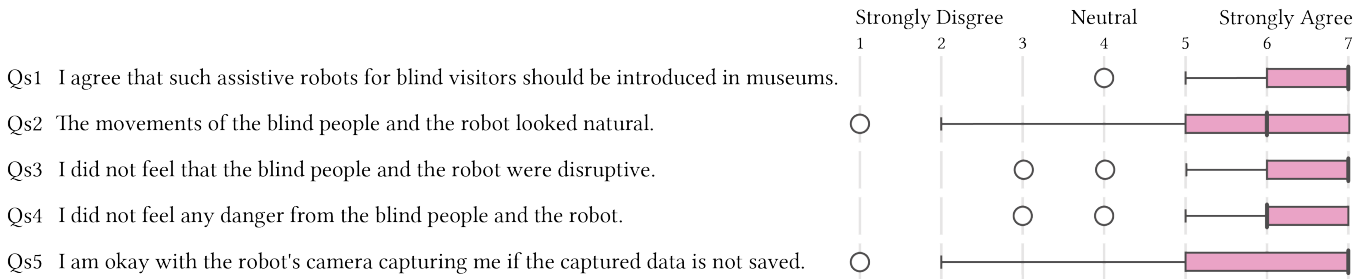 Strongly Disgree Neutral Strongly Agree
1 2 3 4 5 6 7
Qs1 I agree that such assistive robots for blind visitors should be introduced in museums.
Qs2 The movements of the blind people and the robot looked natural.
Qs3 I did not feel that the blind people and the robot were disruptive.
Qs4 I did not feel any danger from the blind people and the robot.
Qs5 I am okay with the robot's camera capturing me if the captured data is not saved.